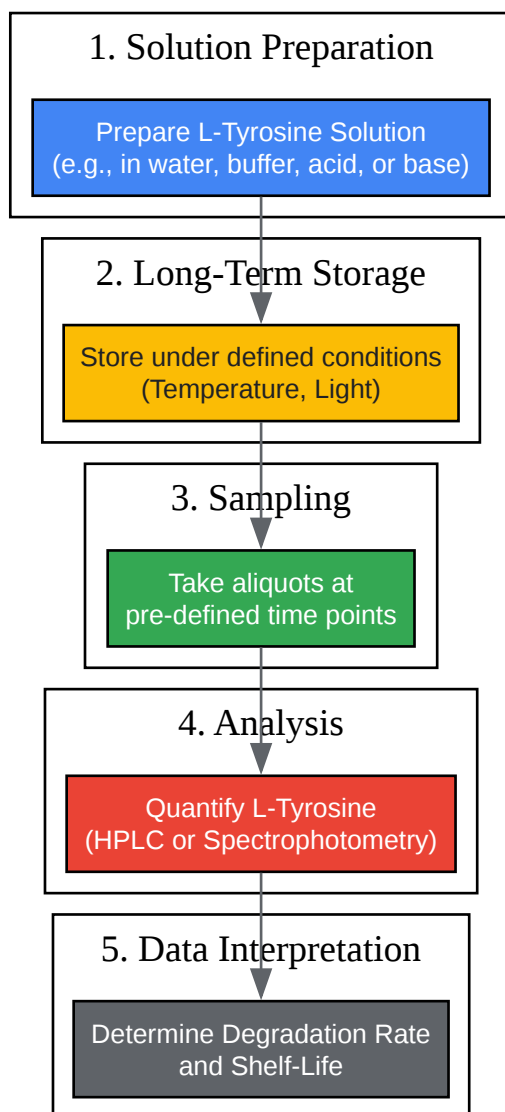 1. Solution Preparation
Prepare L-Tyrosine Solution
(e.g., in water, buffer, acid, or base)
2. Long-Term Storage
Store under defined conditions
(Temperature, Light)
3. Sampling
Take aliquots at
pre-defined time points
4. Analysis
Quantify L-Tyrosine
(HPLC or Spectrophotometry)
5. Data Interpretation
Determine Degradation Rate
and Shelf-Life